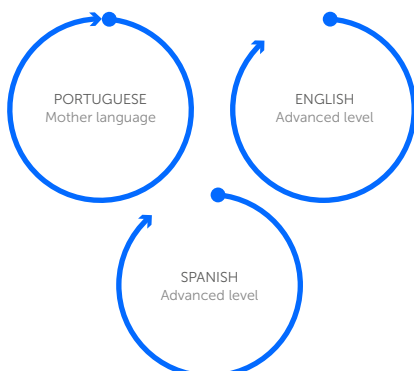 PORTUGUESE
Mother language
ENGLISH
Advanced level
SPANISH
Advanced level